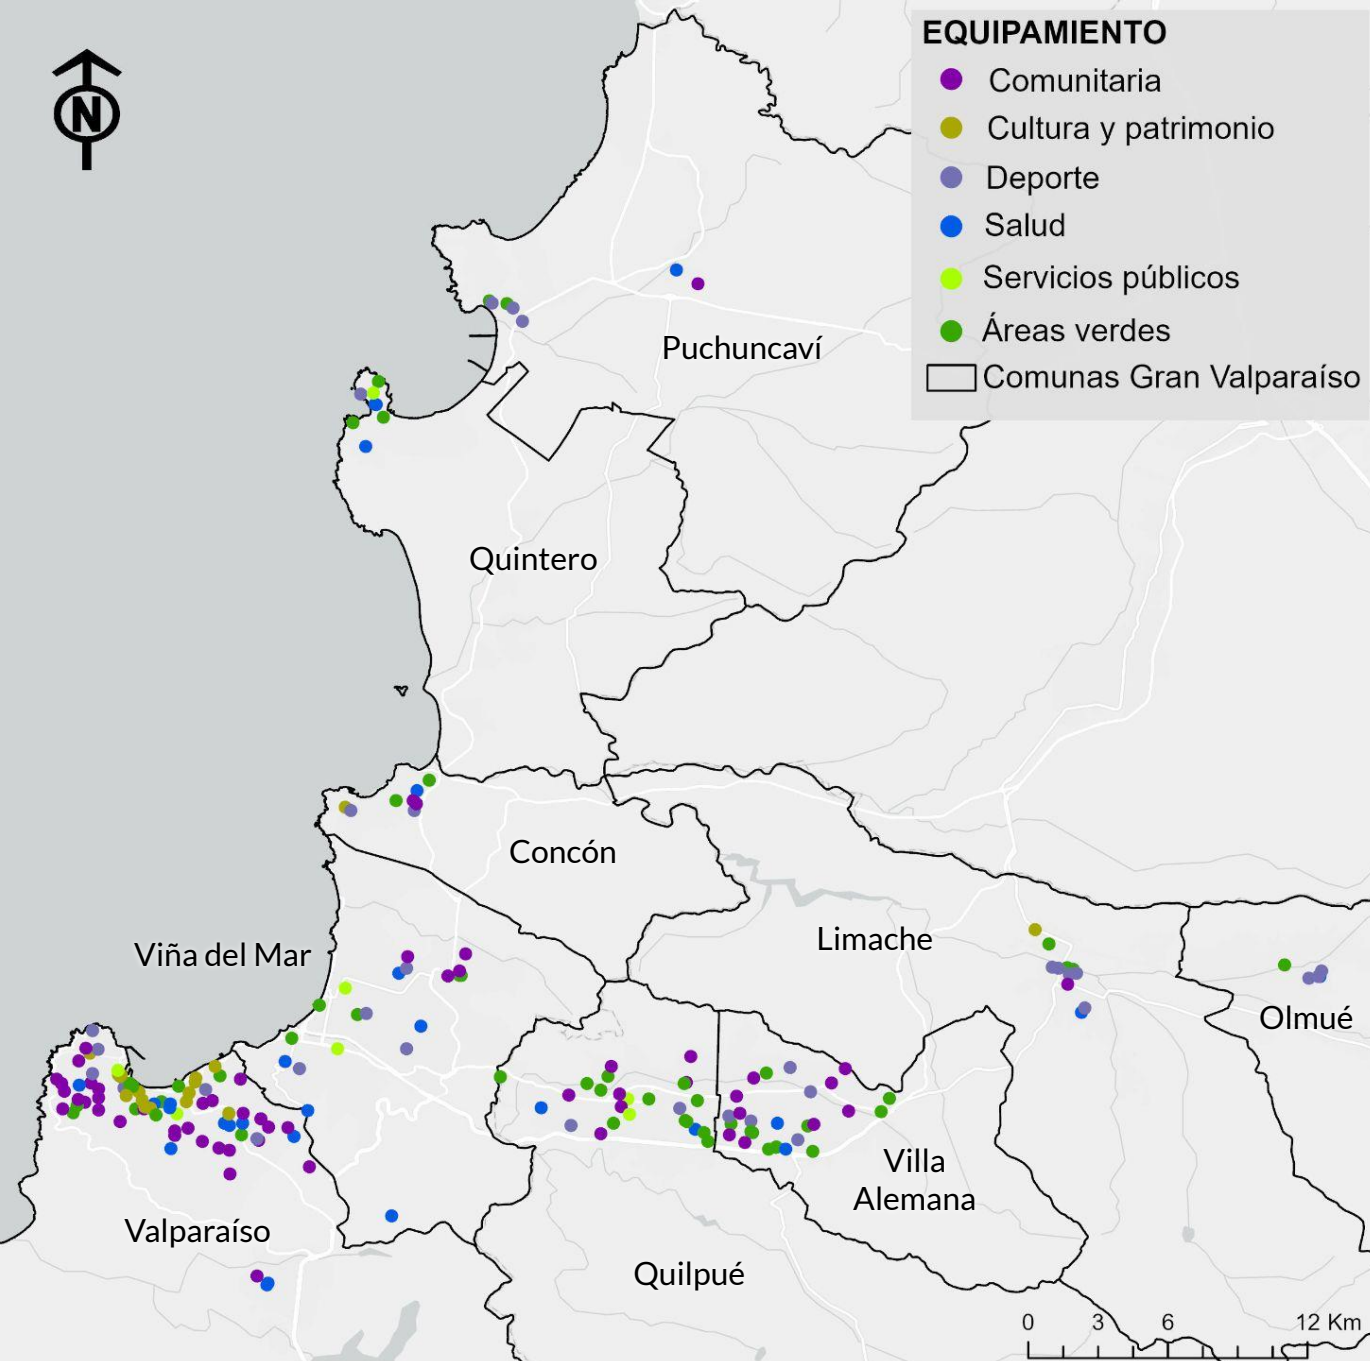 N
EQUIPAMIENTO
Comunitaria
Cultura y patrimonio
Deporte
Salud
Servicios públicos
Áreas verdes
Comunas Gran Valparaíso
Puchuncaví
Quintero
Concón
Viña del Mar
Limache
Olmué
Villa
Alemana
Valparaíso
Quilpué
0 3 6 12 Km